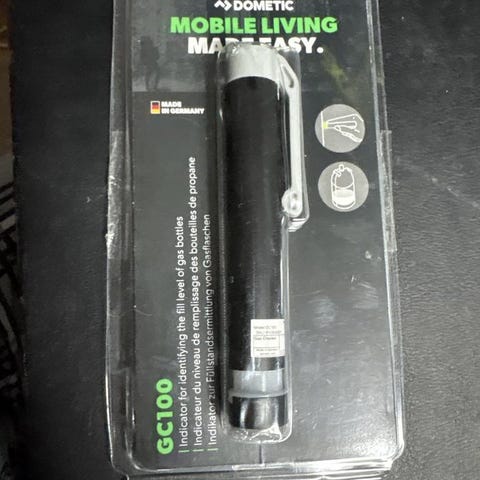 DOMETIC
MOBILE LIVING
MADE EASY.
MADE
IN GERMANY
GC100
Indicator for identifying the fill level of gas bottles
Indicateur du niveau de remplissage des bouteilles de propane
Indikator zur Füllstandsermittlung von Gasflaschen